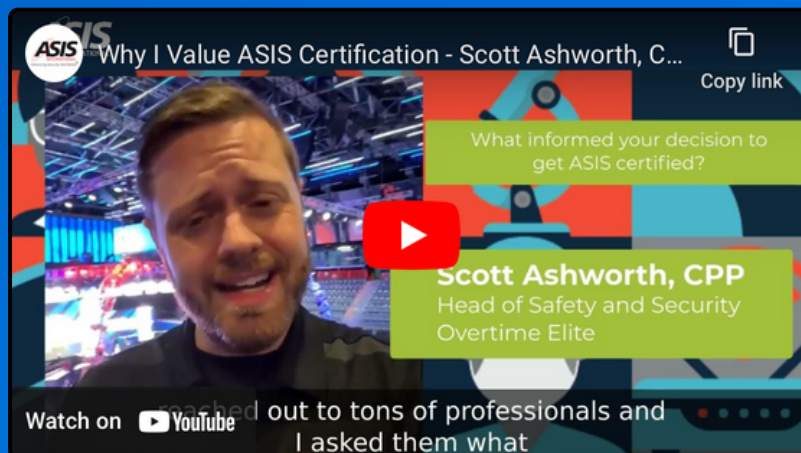 ASIS
Why I Value ASIS Certification - Scott Ashworth, C...
Copy link
What informed your decision to
get ASIS certified?
Scott Ashworth, CPP
Head of Safety and Security
Overtime Elite
Watch on YouTube
reached out to tons of professionals and
I asked them what